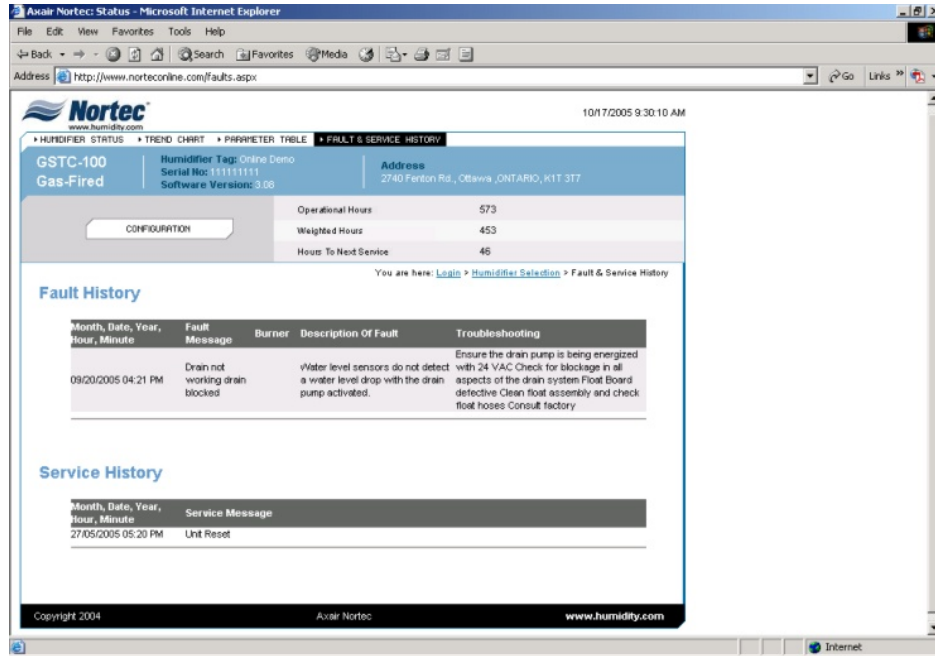 Axair Nortec: Status - Microsoft Internet Explorer
File Edit View Favorites Tools Help
Back Search Favorites Media
Address http://www.norteconline.com/faults.aspx Go Links »
Nortec
www.humidity.com
10/17/2005 9:30:10 AM
HUMIDIFIER STATUS TREND CHART PARAMETER TABLE FAULT & SERVICE HISTORY
GSTC-100
Gas-Fired
Humidifier Tag: Online Demo
Serial No: 111111111
Software Version: 3.08
Address
2740 Fenton Rd., Ottawa ,ONTARIO, K1T 3T7
CONFIGURATION
Operational Hours 573
Weighted Hours 453
Hours To Next Service 46
You are here: Login > Humidifier Selection > Fault & Service History
Fault History
Month, Date, Year,
Hour, Minute
Fault
Message
Burner
Description Of Fault
Troubleshooting
09/20/2005 04:21 PM
Drain not
working drain
blocked
Water level sensors do not detect
a water level drop with the drain
pump activated.
Ensure the drain pump is being energized
with 24 VAC Check for blockage in all
aspects of the drain system Float Board
defective Clean float assembly and check
float hoses Consult factory
Service History
Month, Date, Year,
Hour, Minute
Service Message
27/05/2005 05:20 PM Unit Reset
Copyright 2004 Axair Nortec www.humidity.com
Internet